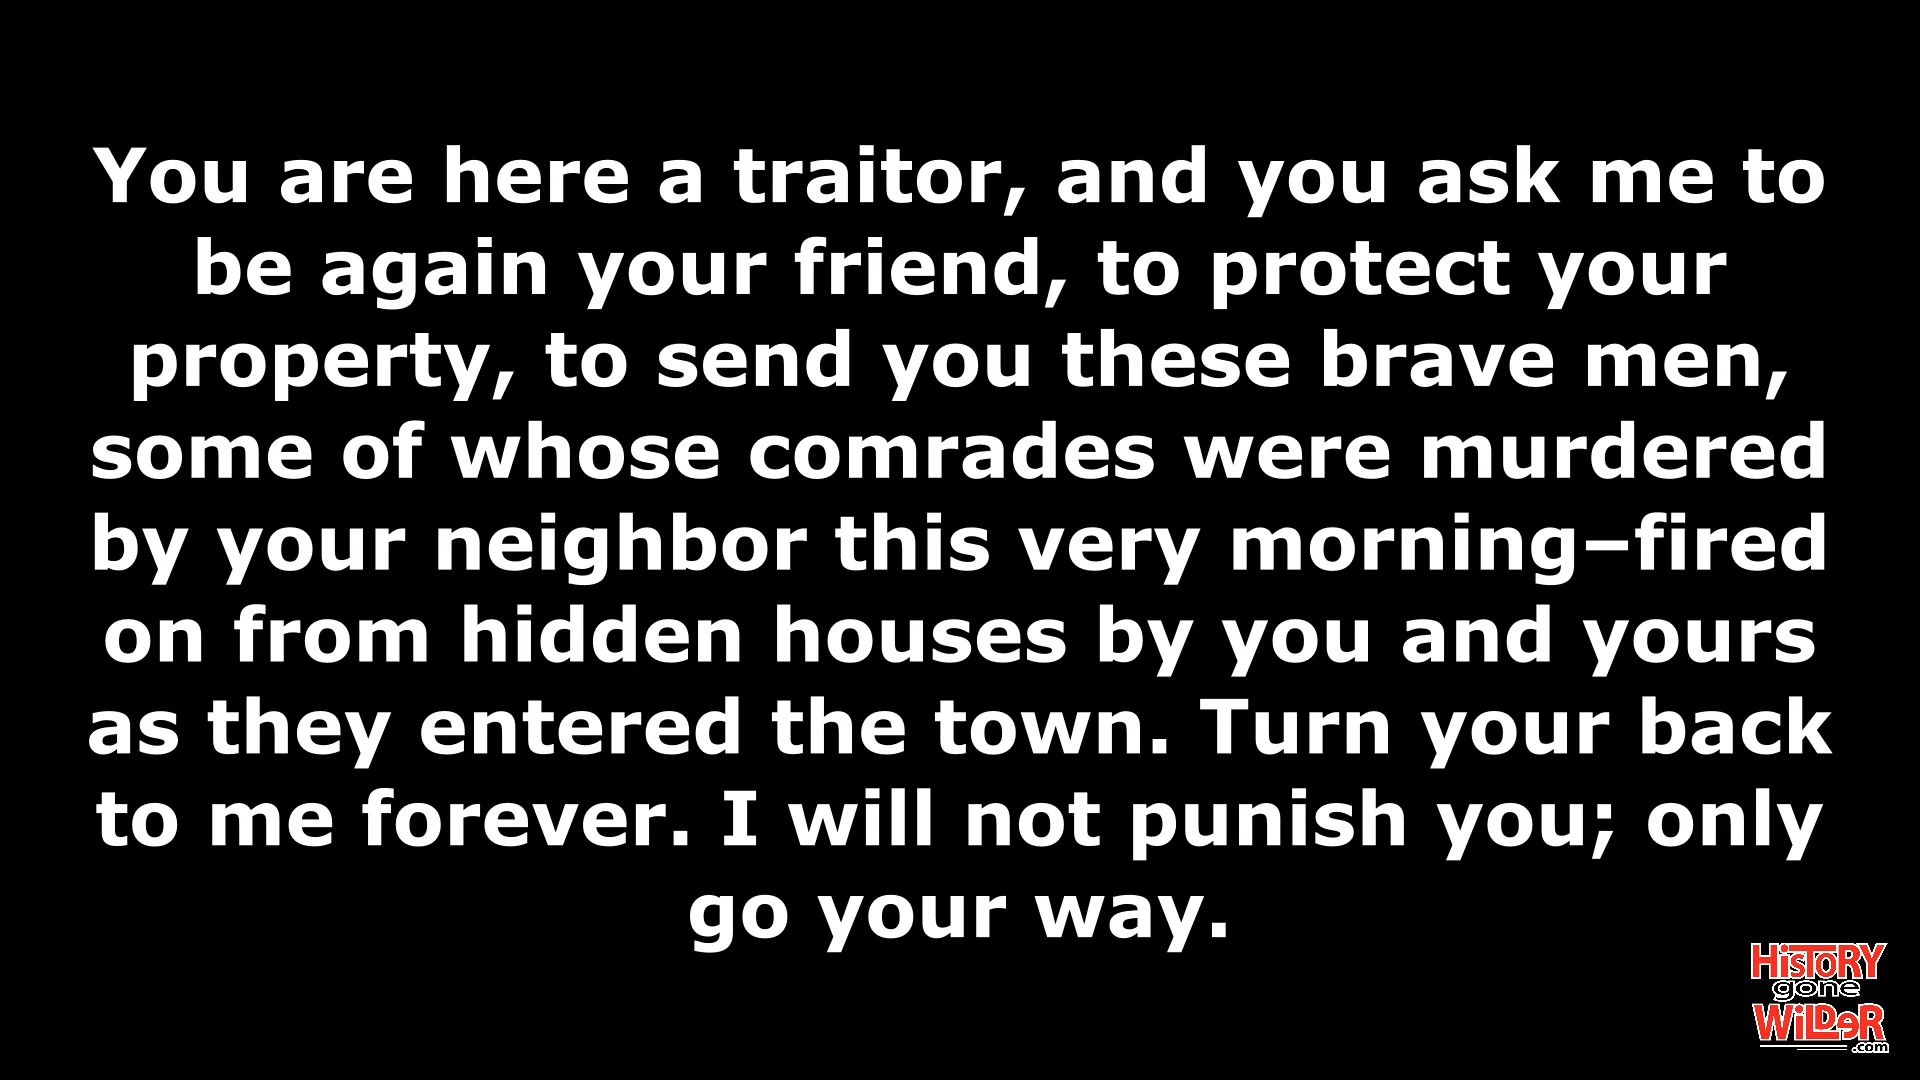 You are here a traitor, and you ask me to
be again your friend, to protect your
property, to send you these brave men,
some of whose comrades were murdered
by your neighbor this very morning–fired
on from hidden houses by you and yours
as they entered the town. Turn your back
to me forever. I will not punish you; only
go your way.
HiSToRY
gone
WiLDeR
.com